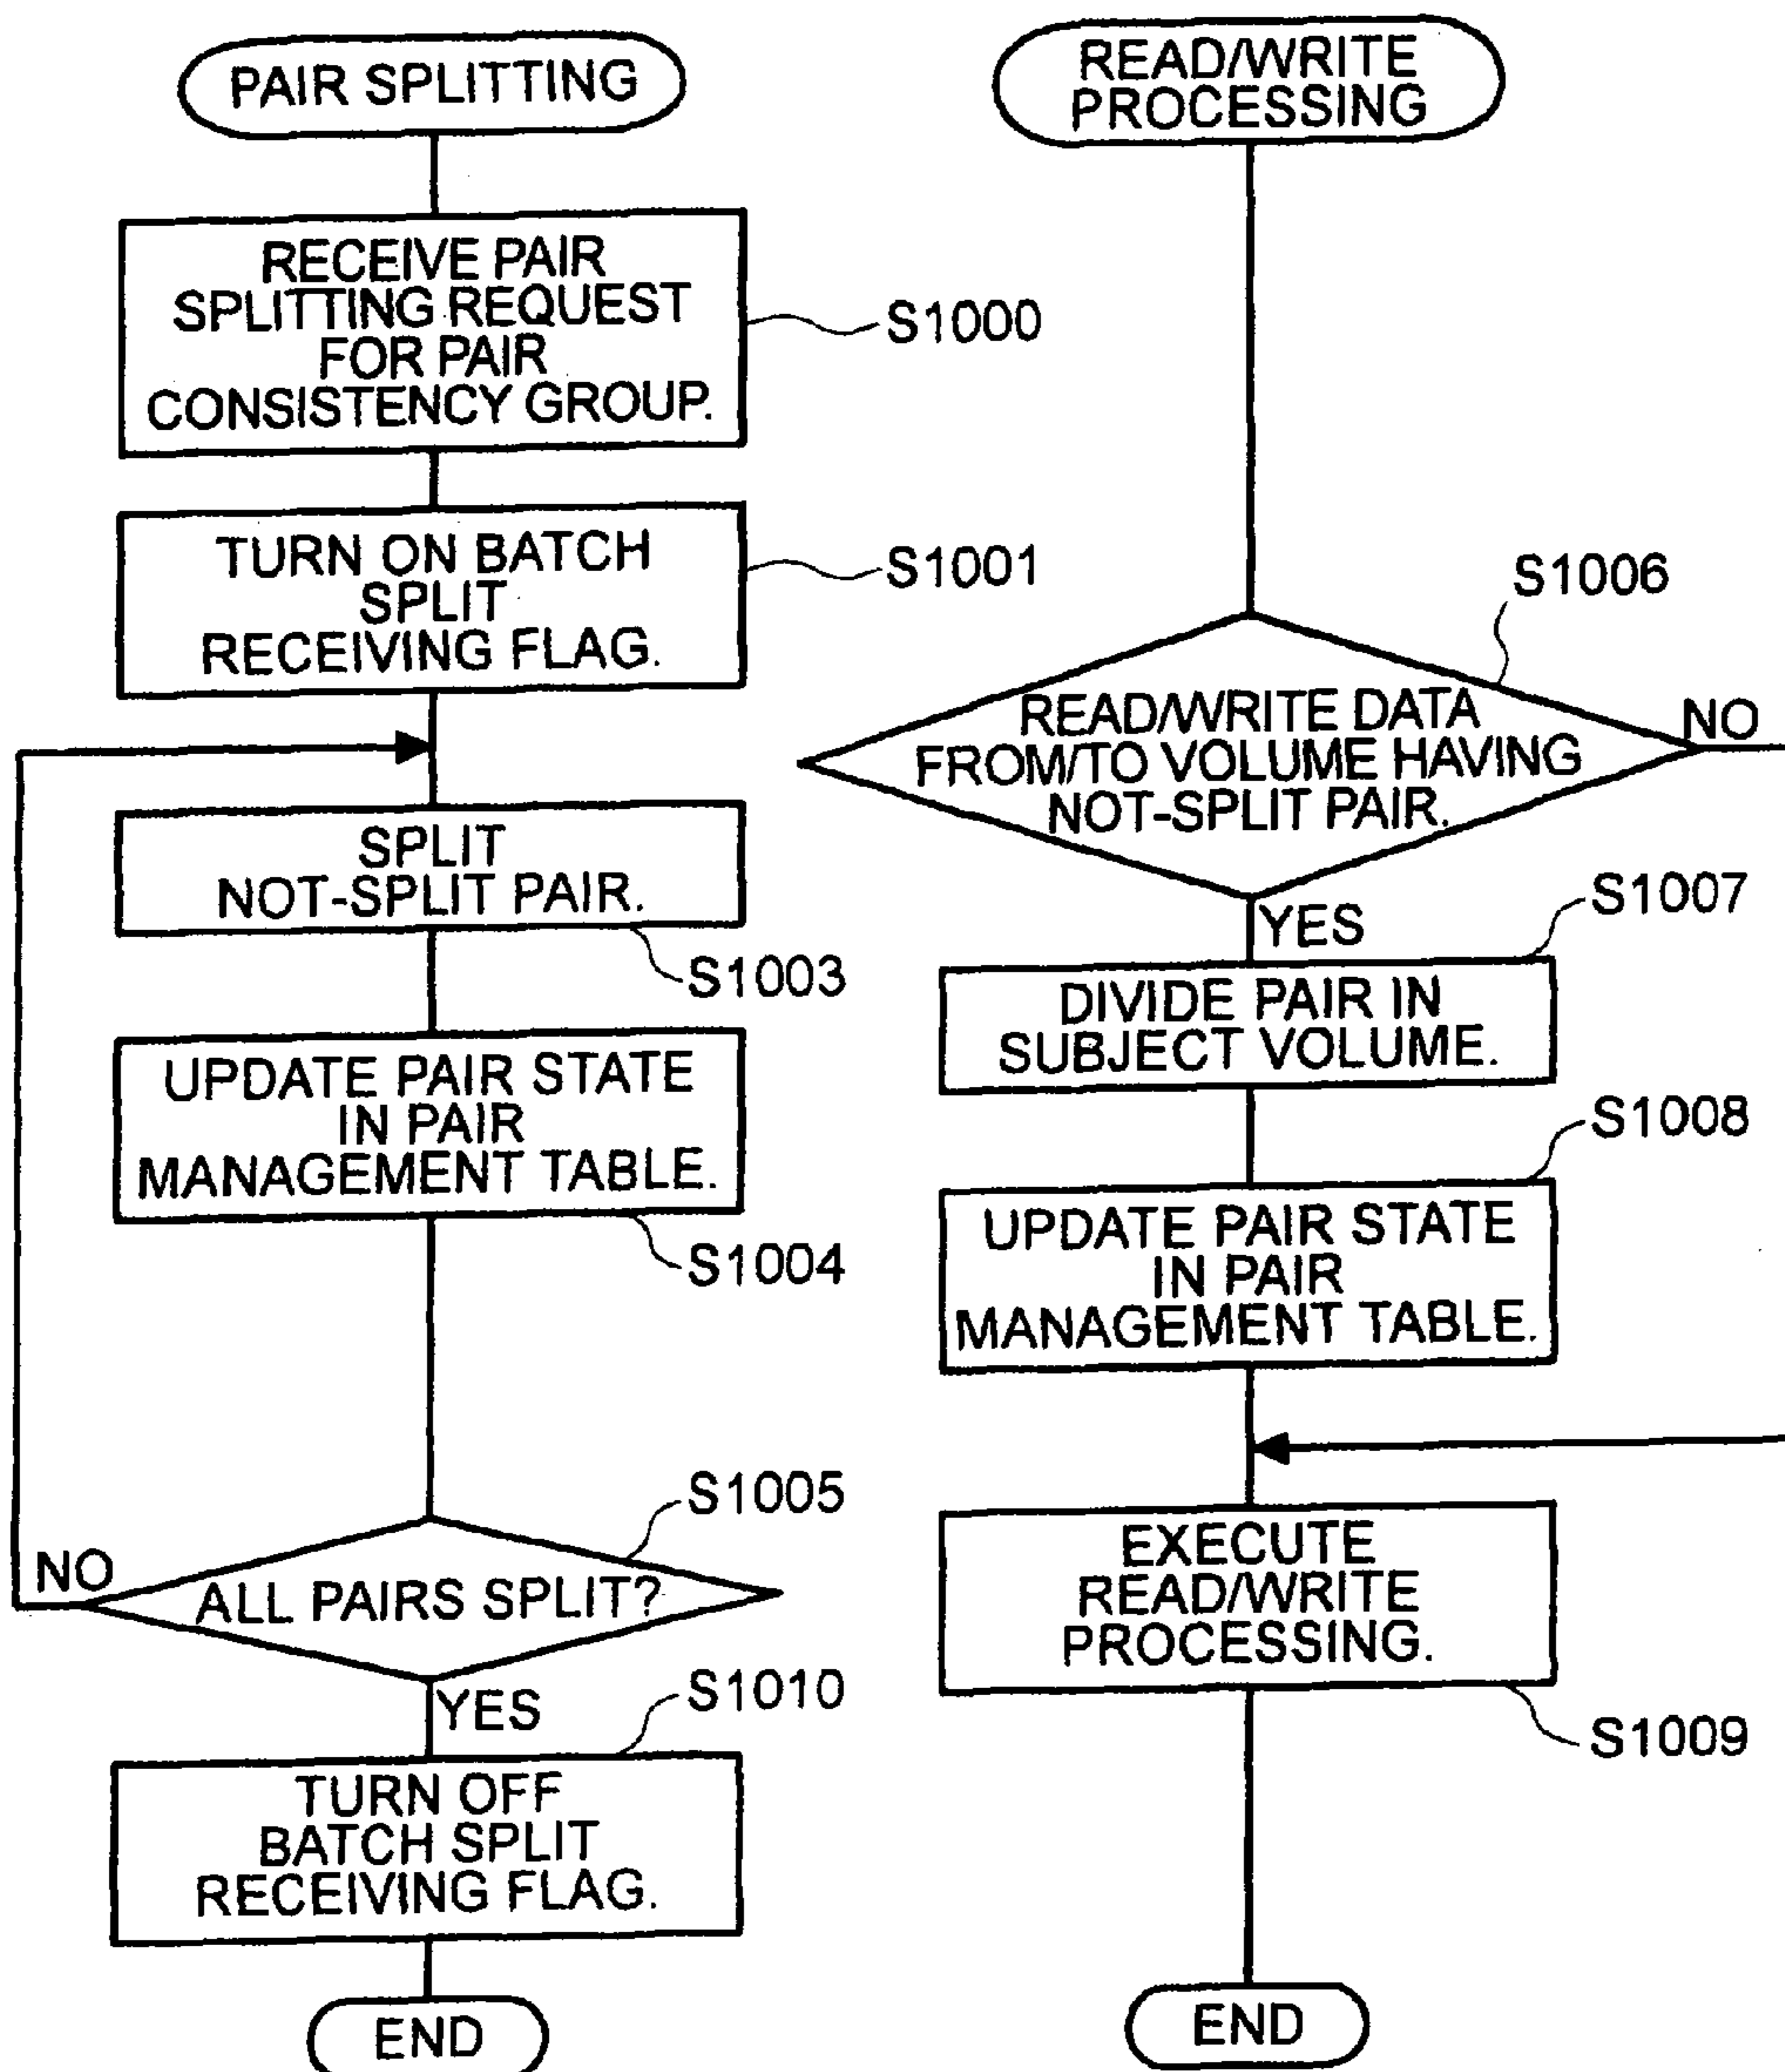 PAIR SPLITTING
RECEIVE PAIR
SPLITTING REQUEST
FOR PAIR
CONSISTENCY GROUP.
S1000
TURN ON BATCH
SPLIT
RECEIVING FLAG.
S1001
SPLIT
NOT-SPLIT PAIR.
S1003
UPDATE PAIR STATE
IN PAIR
MANAGEMENT TABLE.
S1004
S1005
NO
ALL PAIRS SPLIT?
YES
S1010
TURN OFF
BATCH SPLIT
RECEIVING FLAG.
END
READ/WRITE
PROCESSING
S1006
READ/WRITE DATA
FROM/TO VOLUME HAVING
NOT-SPLIT PAIR.
NO
YES
S1007
DIVIDE PAIR IN
SUBJECT VOLUME.
S1008
UPDATE PAIR STATE
IN PAIR
MANAGEMENT TABLE.
EXECUTE
READ/WRITE
PROCESSING.
S1009
END